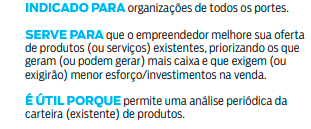 INDICADO PARA organizações de todos os portes.
SERVE PARA que o empreendedor melhore sua oferta
de produtos (ou serviços) existentes, priorizando os que
geram (ou podem gerar) mais caixa e que exigem (ou
exigirão) menor esforço/investimentos na venda.
É ÚTIL PORQUE permite uma análise periódica da
carteira (existente) de produtos.